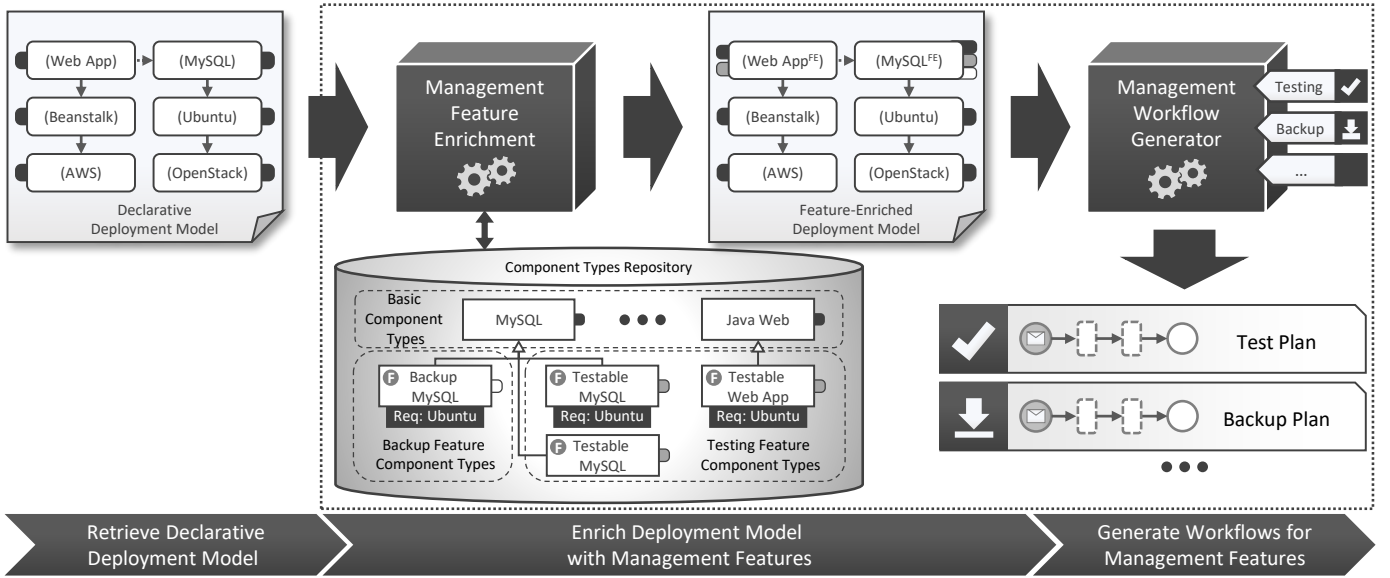 (Web App)
(MySQL)
(Beanstalk)
(Ubuntu)
(AWS)
(OpenStack)
Declarative
Deployment Model
Management
Feature
Enrichment
(Web AppFE)
(MySQLFE)
(Beanstalk)
(Ubuntu)
(AWS)
(OpenStack)
Feature-Enriched
Deployment Model
Management
Workflow
Generator
Testing
Backup
...
Component Types Repository
Basic
Component
Types
MySQL
Java Web
F Backup
MySQL
Req: Ubuntu
F Testable
MySQL
Req: Ubuntu
F Testable
Web App
Req: Ubuntu
Backup Feature
Component Types
F Testable
MySQL
Testing Feature
Component Types
Test Plan
Backup Plan
Retrieve Declarative
Deployment Model
Enrich Deployment Model
with Management Features
Generate Workflows for
Management Features